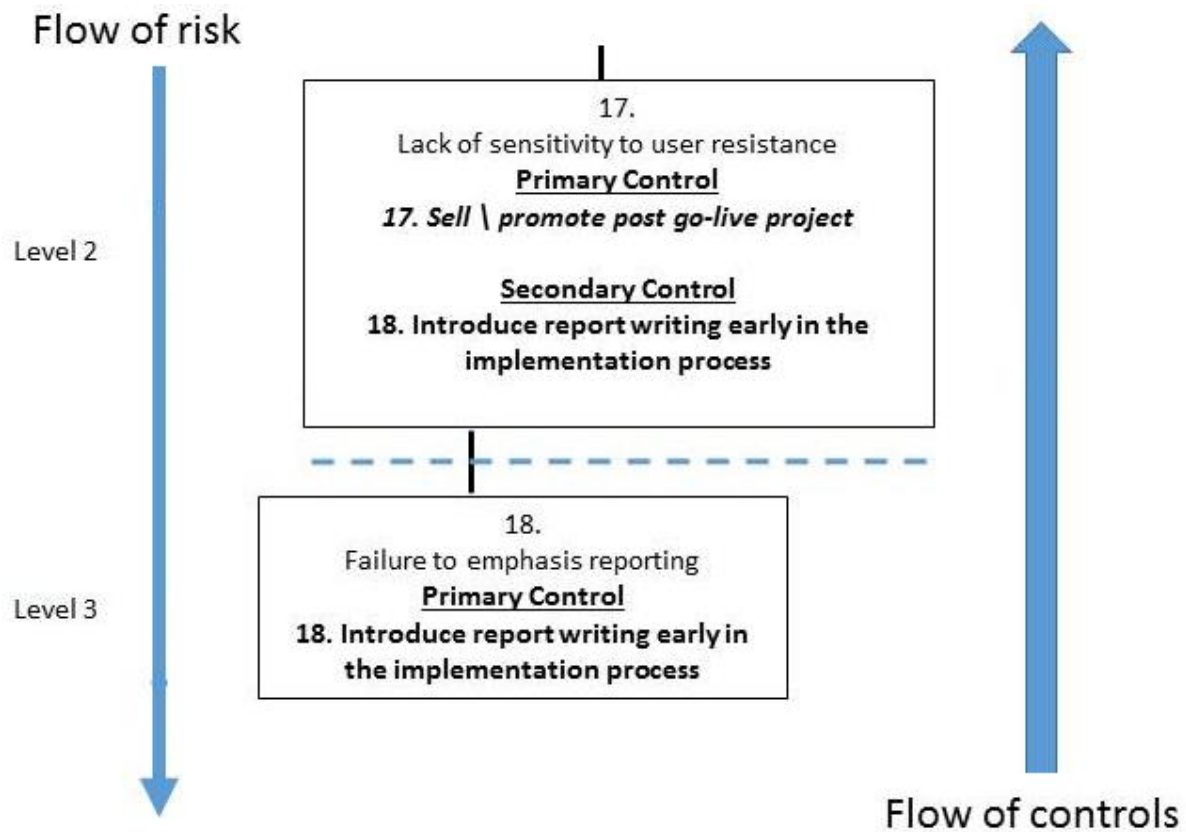 Flow of risk
17.
Lack of sensitivity to user resistance
Primary Control
17. Sell \ promote post go-live project
Level 2
Secondary Control
18. Introduce report writing early in the
implementation process
18.
Failure to emphasis reporting
Primary Control
Level 3
18. Introduce report writing early in
the implementation process
Flow of controls